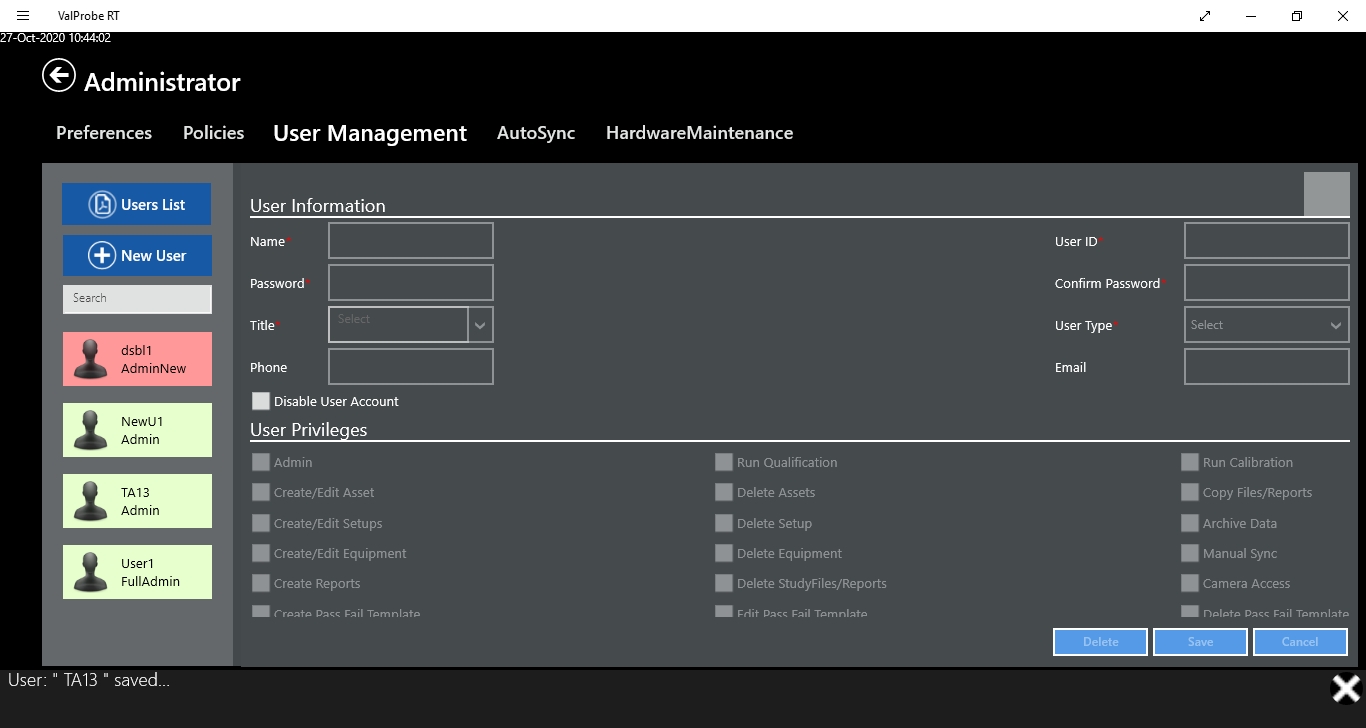 ValProbe RT
27-Oct-2020 10:44:02
Administrator
Preferences Policies User Management AutoSync HardwareMaintenance
Users List
New User
Search
dsbl1
AdminNew
NewU1
Admin
TA13
Admin
User1
FullAdmin
User Information
Name* User ID*
Password* Confirm Password*
Title* Select User Type* Select
Phone Email
Disable User Account
User Privileges
Admin Run Qualification Run Calibration
Create/Edit Asset Delete Assets Copy Files/Reports
Create/Edit Setups Delete Setup Archive Data
Create/Edit Equipment Delete Equipment Manual Sync
Create Reports Delete StudyFiles/Reports Camera Access
Create Pass Fail Template Edit Pass Fail Template Delete Pass Fail Template
Delete Save Cancel
User: " TA13 " saved...